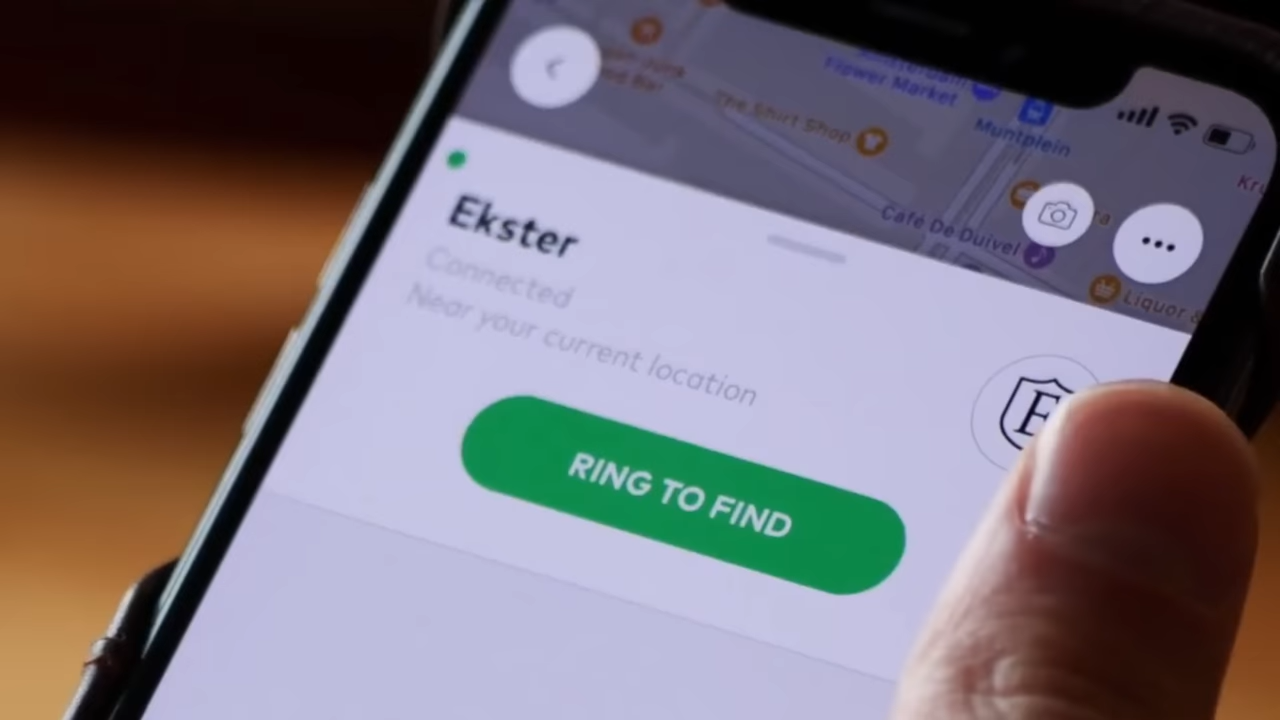 Flower Market
The Shirt Shop
Muntplein
Café De Duivel
Liquor &
Ekster
Connected
Near your current location
E
RING TO FIND